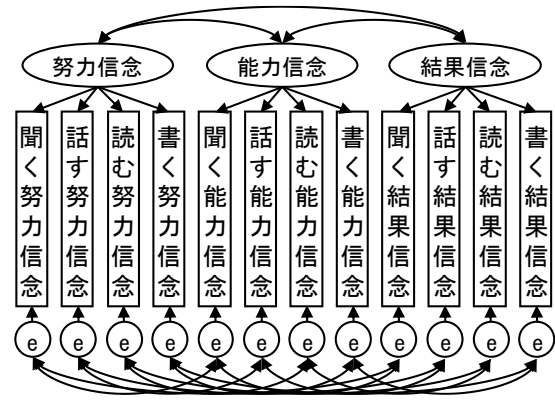 努力信念
能力信念
結果信念
聞く努力信念
話す努力信念
読む努力信念
書く努力信念
聞く能力信念
話す能力信念
読む能力信念
書く能力信念
聞く結果信念
話す結果信念
読む結果信念
書く結果信念
e
e
e
e
e
e
e
e
e
e
e
e